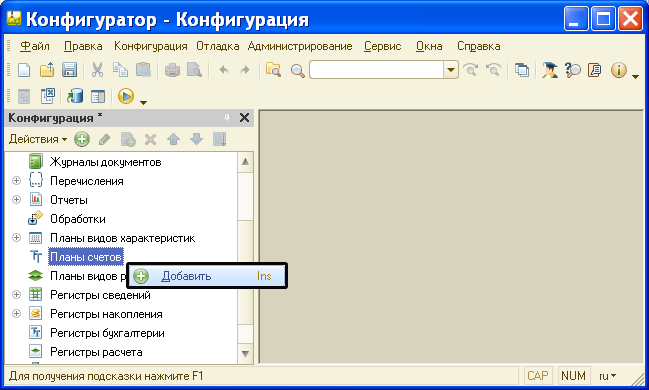 Конфигуратор - Конфигурация
Файл Правка Конфигурация Отладка Администрирование Сервис Окна Справка
Конфигурация *
Действия
Журналы документов
Перечисления
Отчеты
Обработки
Планы видов характеристик
Планы счетов
Планы видов р
Добавить Ins
Регистры сведений
Регистры накопления
Регистры бухгалтерии
Регистры расчета
Для получения подсказки нажмите F1 CAP NUM ru